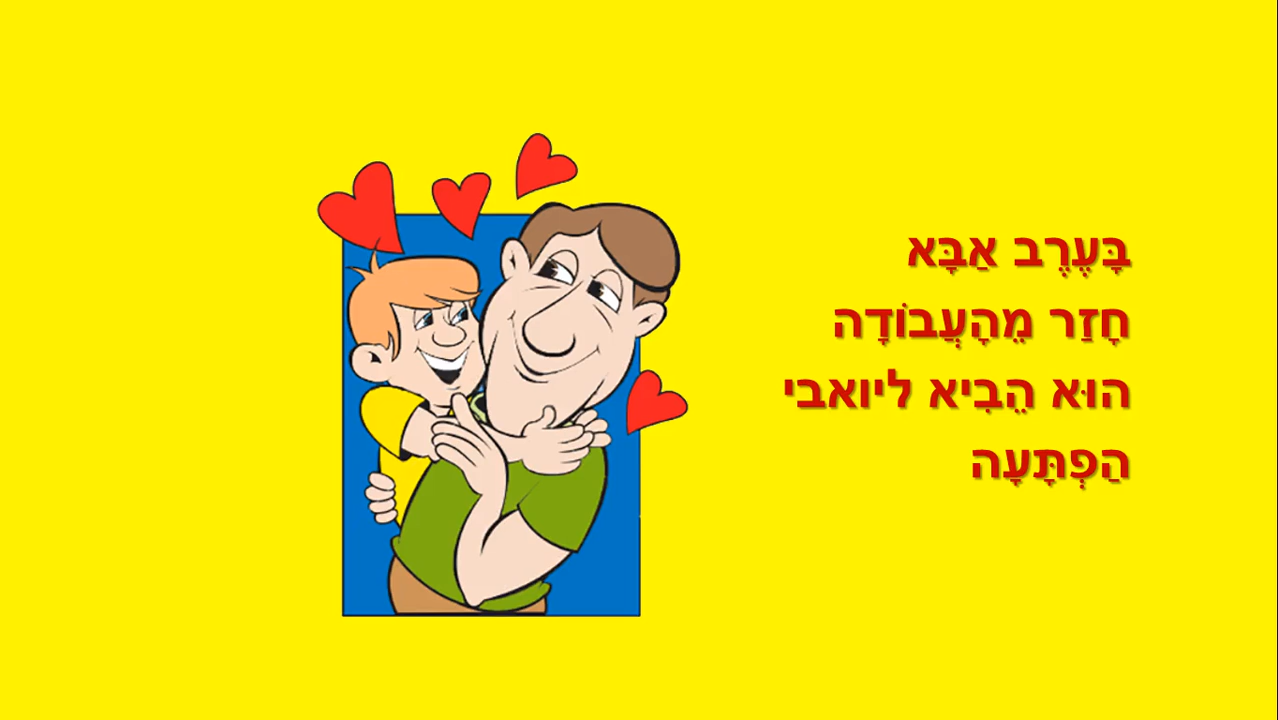 בָּעֶרֶב אַבָּא
חָזַר מֵהָעֲבוֹדָה
הוּא הֵבִיא ליואבי
הַפְתָּעָה